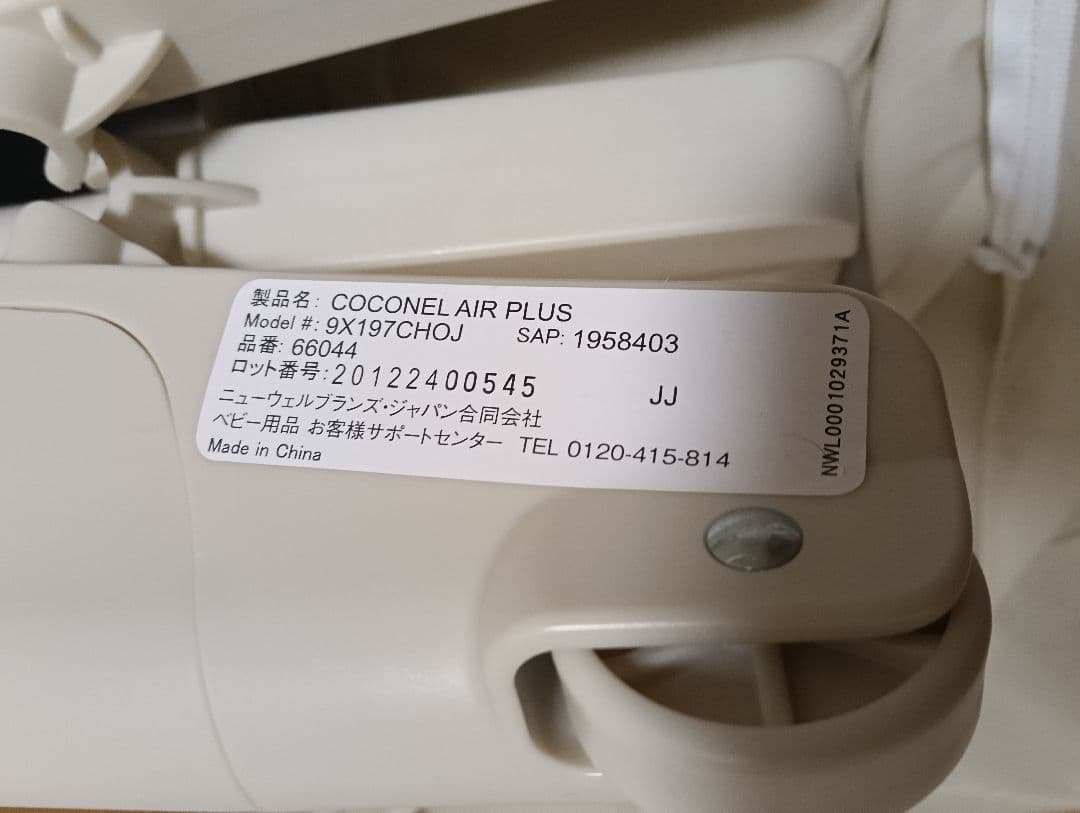 製品名: COCONEL AIR PLUS
Model #: 9X197CHOJ SAP: 1958403
品番: 66044
ロット番号: 20122400545 JJ
ニューウェルブランズ・ジャパン合同会社
ベビー用品 お客様サポートセンター TEL 0120-415-814
Made in China
NWL0001029371A